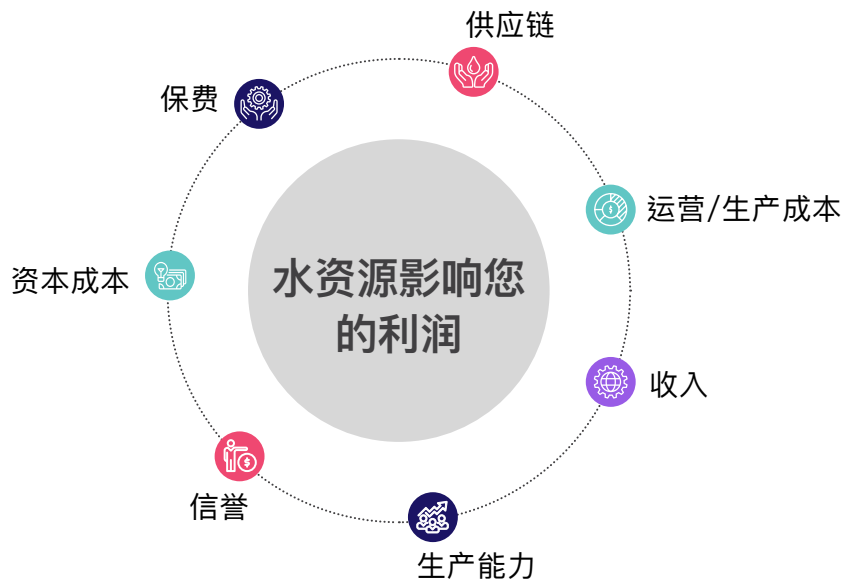 供应链
保费
运营/生产成本
资本成本
水资源影响您
的利润
收入
信誉
生产能力